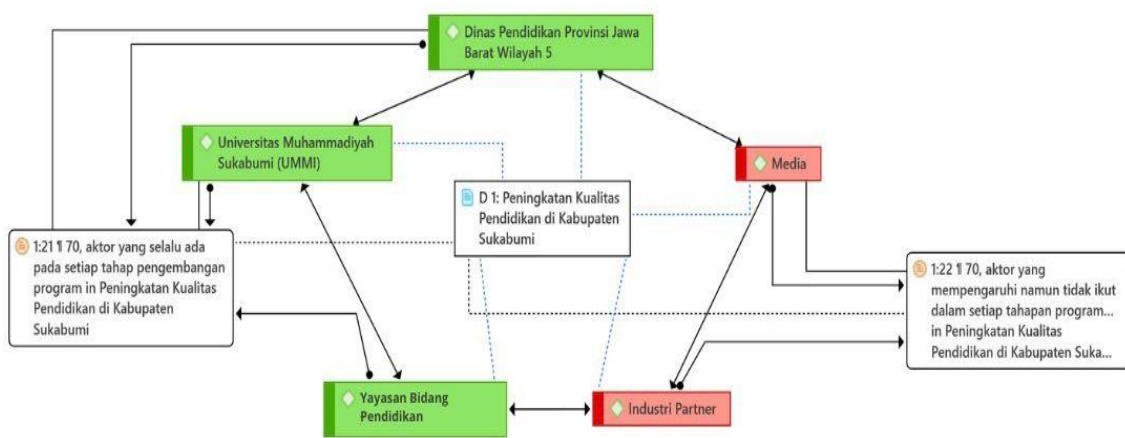 Dinas Pendidikan Provinsi Jawa
Barat Wilayah 5
Universitas Muhammadiyah
Sukabumi (UMMI)
Media
D 1: Peningkatan Kualitas
Pendidikan di Kabupaten
Sukabumi
1:21 ¶ 70, aktor yang selalu ada
pada setiap tahap pengembangan
program in Peningkatan Kualitas
Pendidikan di Kabupaten
Sukabumi
1:22 ¶ 70, aktor yang
mempengaruhi namun tidak ikut
dalam setiap tahapan program...
in Peningkatan Kualitas
Pendidikan di Kabupaten Suka...
Yayasan Bidang
Pendidikan
Industri Partner